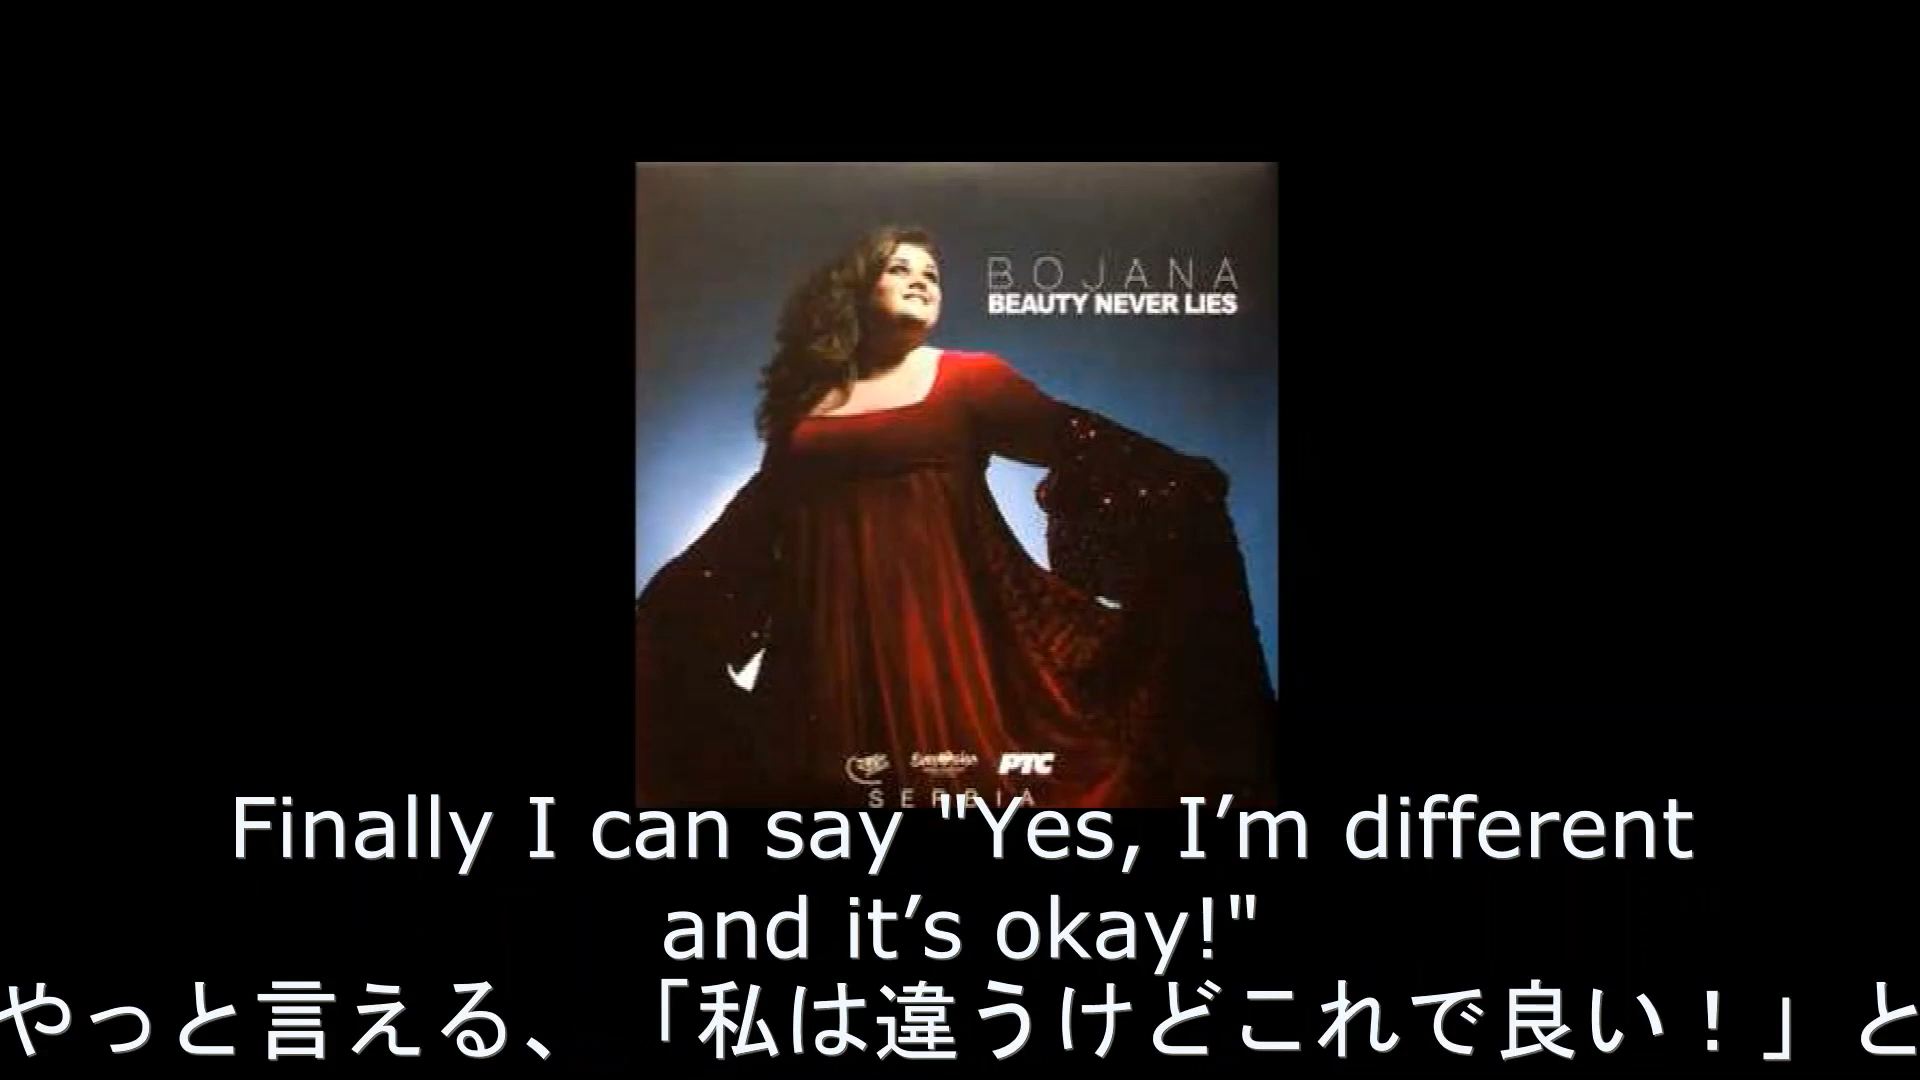 BOJANA
BEAUTY NEVER LIES
Eurovision
PTC
SERBIA
Finally I can say "Yes, I’m different
and it’s okay!"
やっと言える、「私は違うけどこれで良い！」と